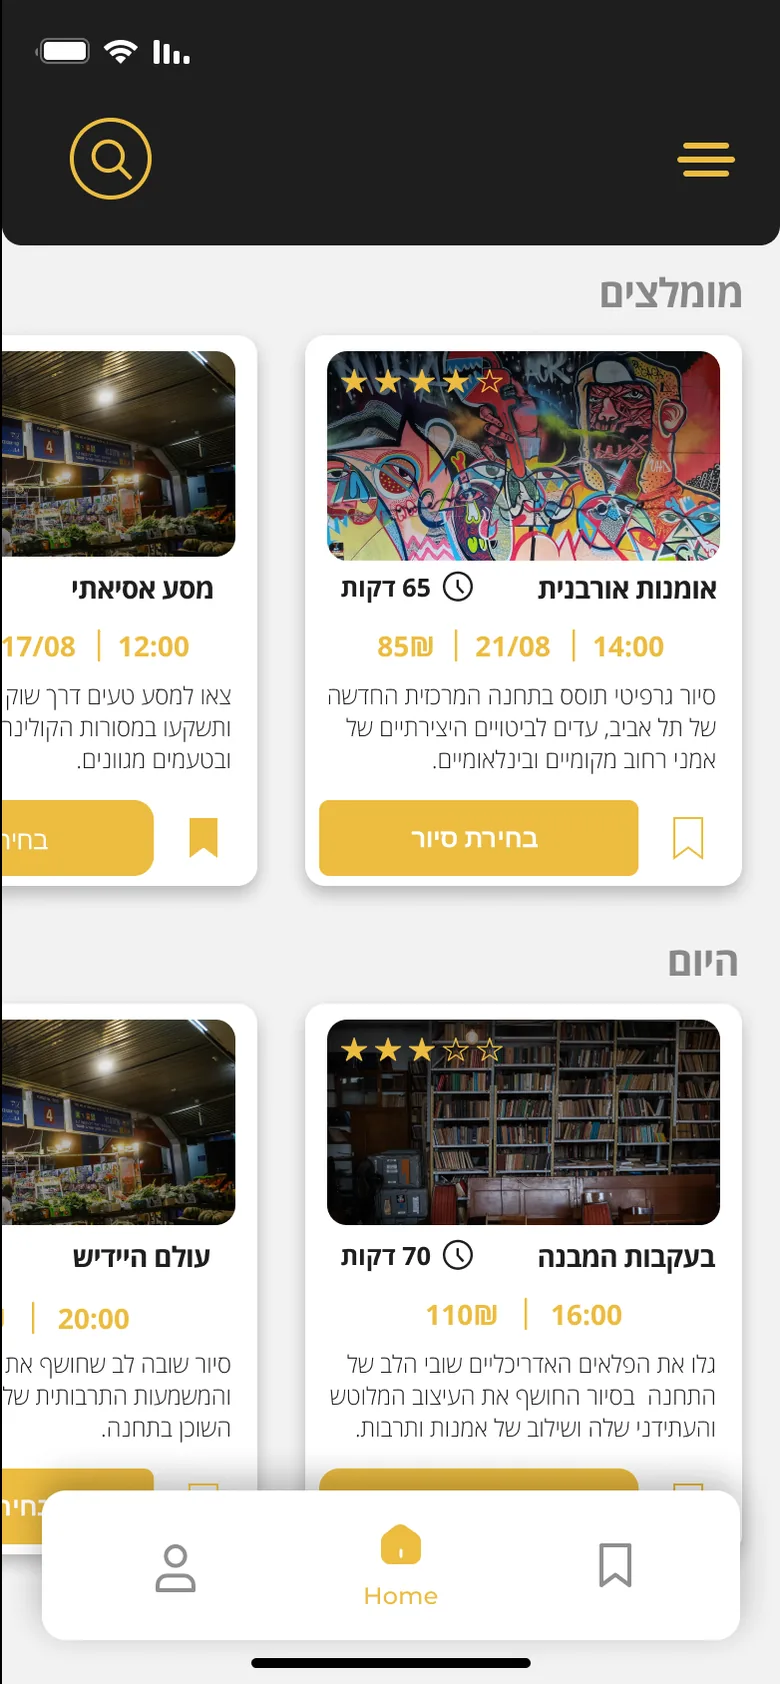 מומלצים
אומנות אורבנית
65 דקות
14:00 | 21/08 | 85₪
סיור גרפיטי תוסס בתחנה המרכזית החדשה
של תל אביב, עדים לביטויים היצירתיים של
אמני רחוב מקומיים ובינלאומיים.
בחירת סיור
4
מסע אסיאתי
12:00 | 17/08
צאו למסע טעים דרך שוק
ותשקעו במסורות
ובטעמים מגוונים.
היום
בעקבות המבנה
70 דקות
16:00 | 110₪
גלו את הפלאים האדריכליים שובי הלב של
התחנה בסיור החושף את העיצוב המלוטש
והעתידני שלה ושילוב של אמנות ותרבות.
4
עולם היידיש
20:00
סיור שובה לב שחושף את
והמשמעות התרבותית של
השוכן בתחנה.
Home